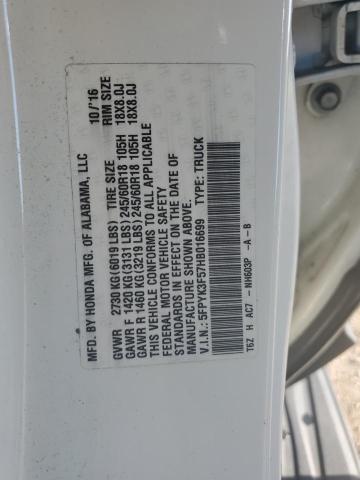 MFD. BY HONDA MFG. OF ALABAMA, LLC 10/'16
TIRE SIZE RIM SIZE
GVWR 2730 KG (6019 LBS)
GAWR F 1420 KG (3131 LBS) 245/60R18 105H 18X8.0J
GAWR R 1460 KG (3219 LBS) 245/60R18 105H 18X8.0J
THIS VEHICLE CONFORMS TO ALL APPLICABLE
FEDERAL MOTOR VEHICLE SAFETY
STANDARDS IN EFFECT ON THE DATE OF
MANUFACTURE SHOWN ABOVE.
V.I.N.: 5FPYK3F57HB016699 TYPE: TRUCK
T6Z H AC7 - NH603P -A -B